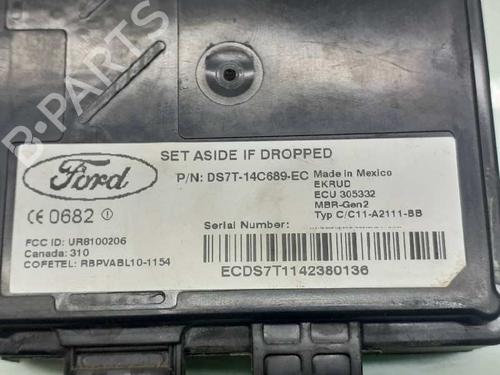 B-PARTS
SET ASIDE IF DROPPED
Ford
P/N: DS7T-14C689-EC
Made in Mexico
EKRUD
ECU 305332
MBR-Gen2
Typ C/C11-A2111-BB
CE 0682
Serial Number:
FCC ID: UR8100206
Canada: 310
COFETEL: RBPVABL10-1154
ECDS7T1142380136